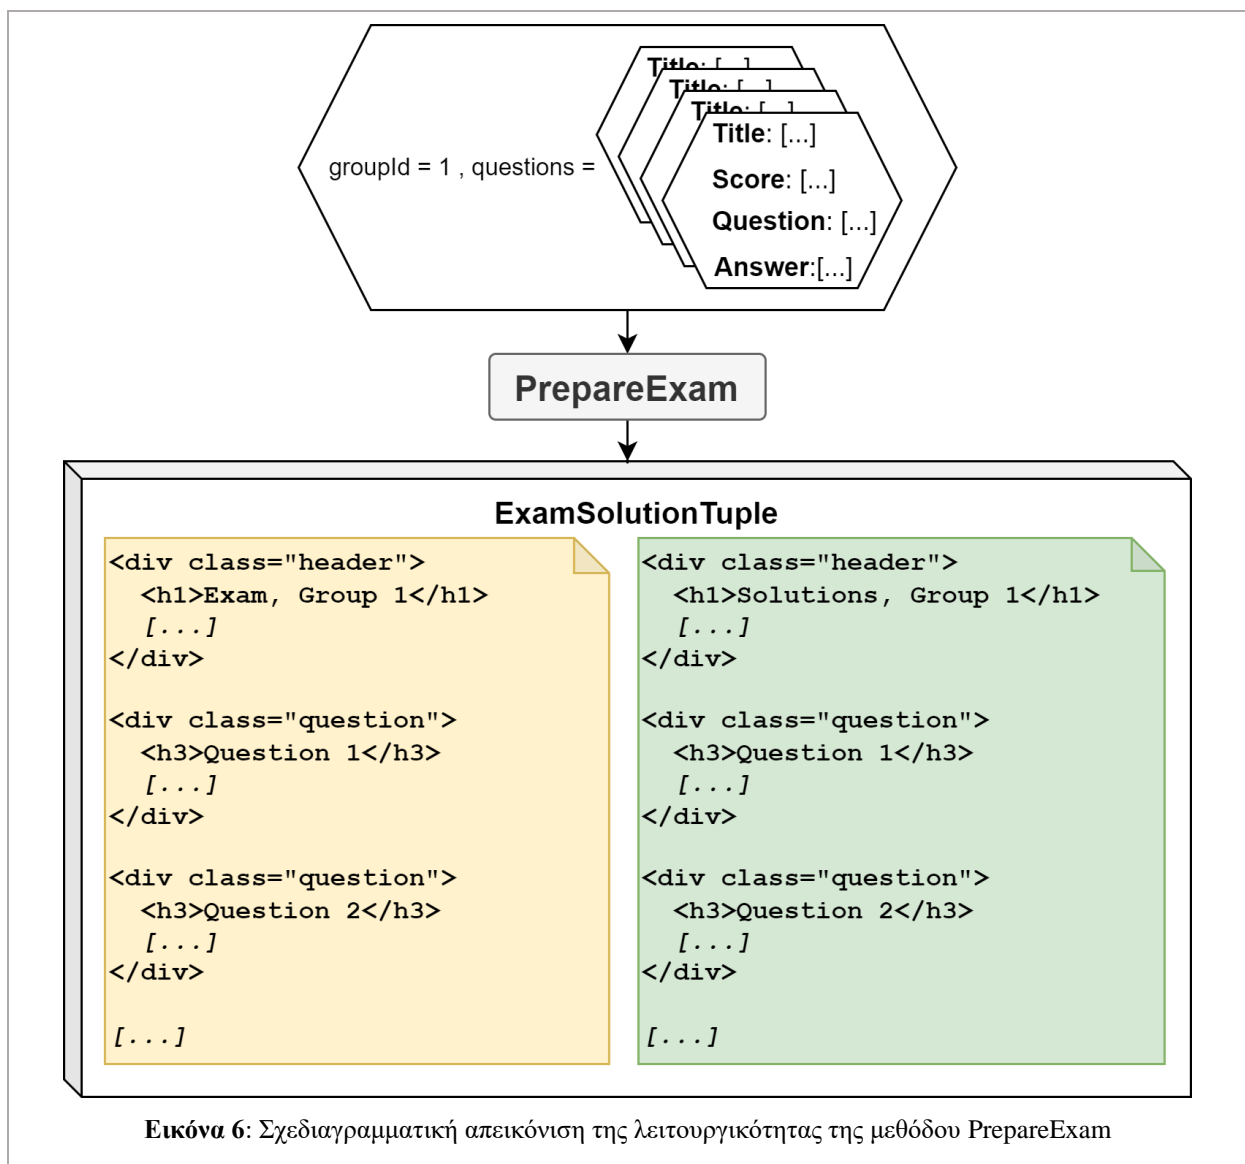 Title: [...]
Title: [...]
Title: [...]
Title: [...]
groupId = 1 , questions =
Score: [...]
Question: [...]
Answer:[...]
PrepareExam
ExamSolutionTuple
<div class="header">
<h1>Exam, Group 1</h1>
[...]
</div>
<div class="question">
<h3>Question 1</h3>
[...]
</div>
<div class="question">
<h3>Question 2</h3>
[...]
</div>
[...]
<div class="header">
<h1>Solutions, Group 1</h1>
[...]
</div>
<div class="question">
<h3>Question 1</h3>
[...]
</div>
<div class="question">
<h3>Question 2</h3>
[...]
</div>
[...]
Εικόνα 6: Σχεδιαγραμματική απεικόνιση της λειτουργικότητας της μεθόδου PrepareExam